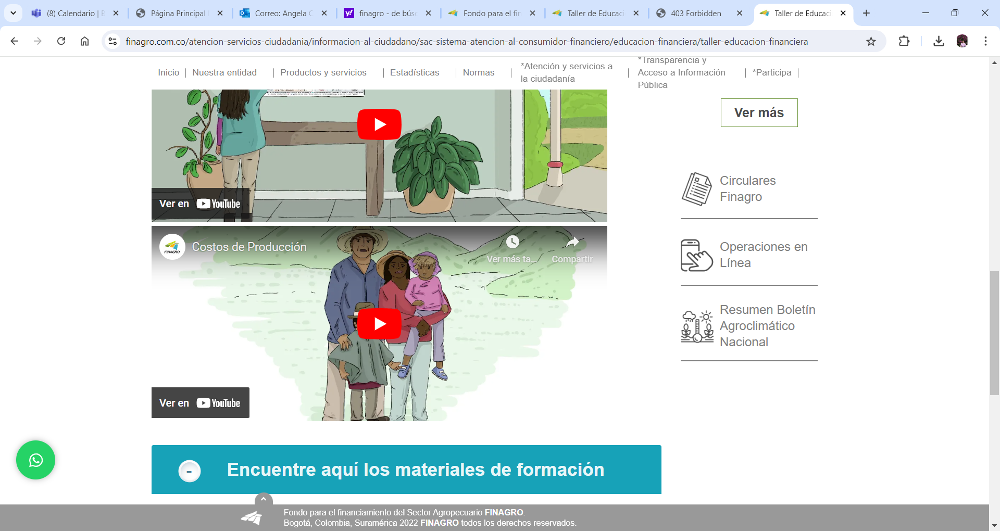 (8) Calendario | B
Página Principal
Correo: Angela C
finagro - de búsc
Fondo para el fin
Taller de Educaci
403 Forbidden
Taller de Educaci
finagro.com.co/atencion-servicios-ciudadania/informacion-al-ciudadano/sac-sistema-atencion-al-consumidor-financiero/educacion-financiera/taller-educacion-financiera
Inicio
Nuestra entidad
Productos y servicios
Estadísticas
Normas
*Atención y servicios a
la ciudadanía
*Transparencia y
Acceso a Información
Pública
*Participa
Ver más
Ver en YouTube
Circulares
Finagro
FINAGRO
Costos de Producción
Ver más ta...
Compartir
Operaciones en
Línea
Resumen Boletín
Agroclimático
Nacional
Ver en YouTube
- Encuentre aquí los materiales de formación
Fondo para el financiamiento del Sector Agropecuario FINAGRO.
Bogotá, Colombia, Suramérica 2022 FINAGRO todos los derechos reservados.